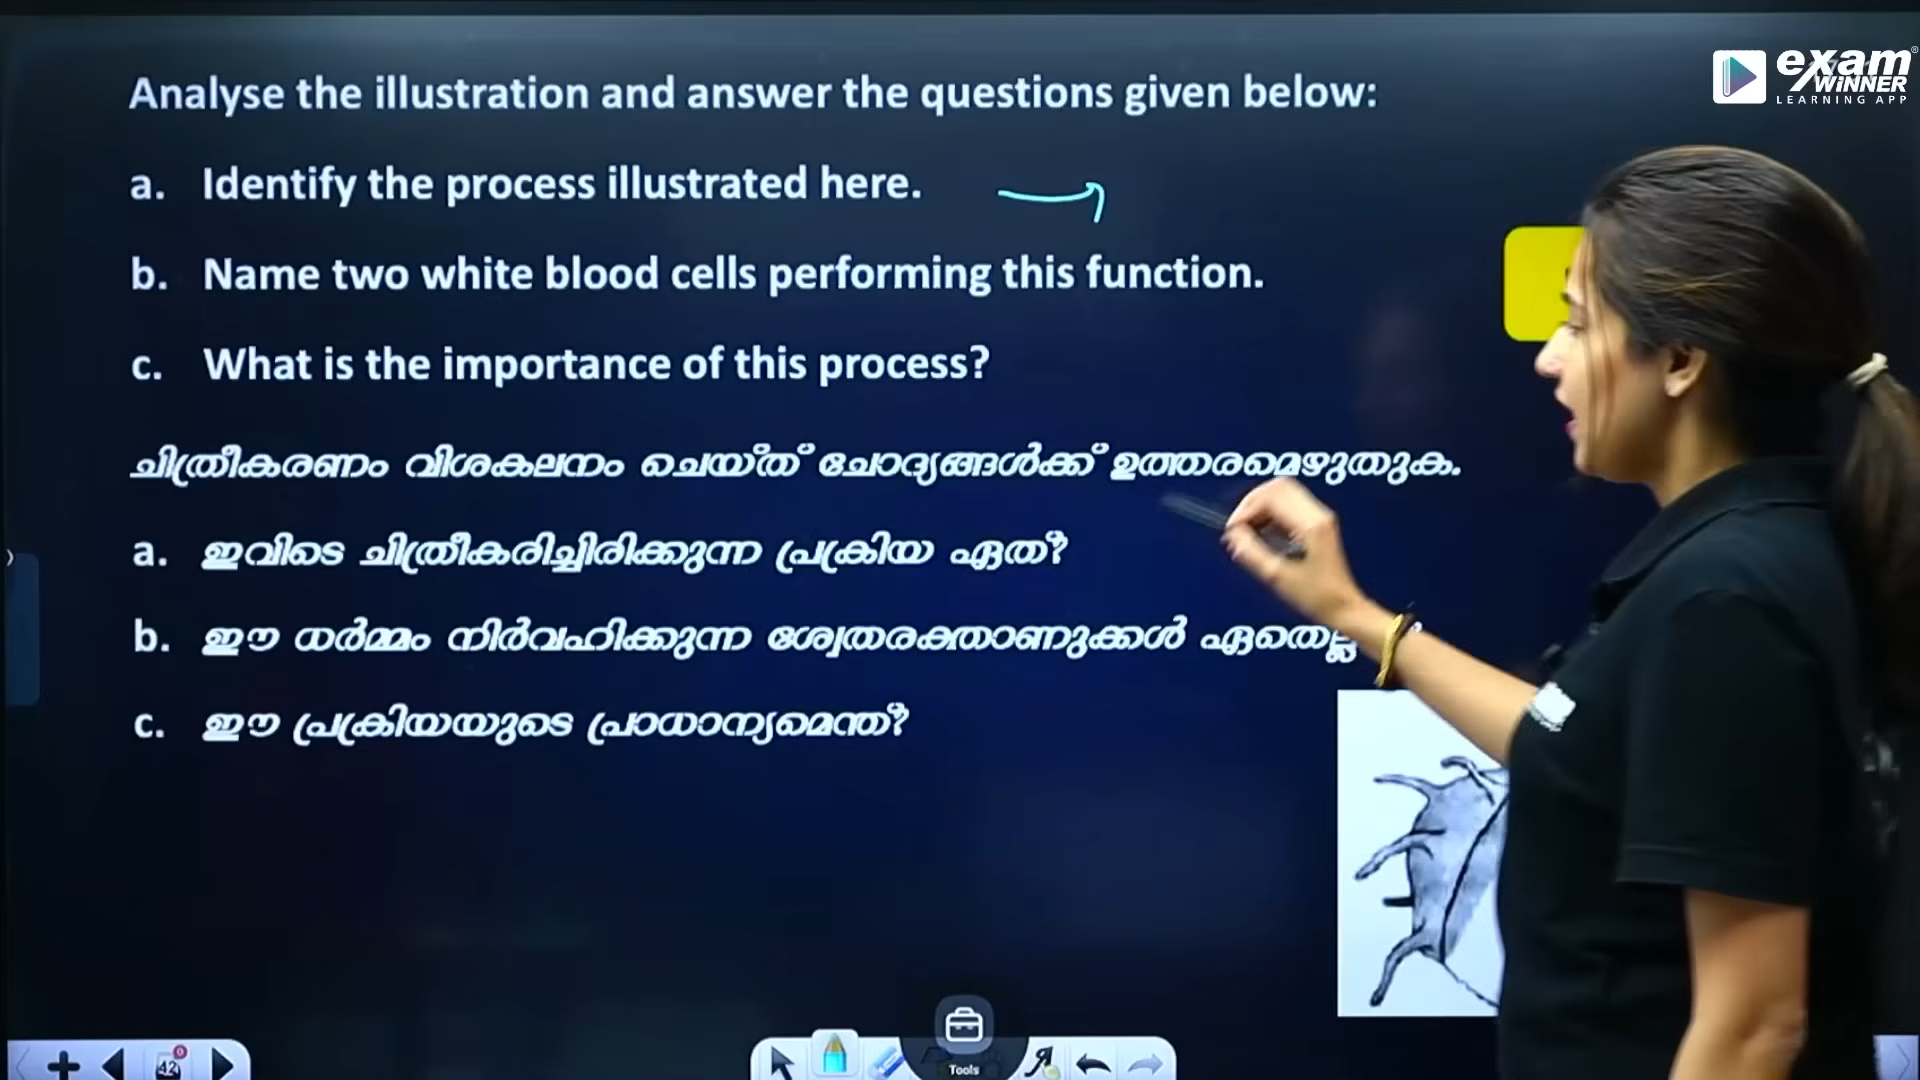 exam
WiNNER
LEARNING APP
Analyse the illustration and answer the questions given below:
a. Identify the process illustrated here.
b. Name two white blood cells performing this function.
c. What is the importance of this process?
ചിത്രീകരണം വിശകലനം ചെയ്ത് ചോദ്യങ്ങൾക്ക് ഉത്തരമെഴുതുക.
a. ഇവിടെ ചിത്രീകരിച്ചിരിക്കുന്ന പ്രക്രിയ ഏത്?
b. ഈ ധർമ്മം നിർവഹിക്കുന്ന ശ്വേതരക്താണുക്കൾ
c. ഈ പ്രക്രിയയുടെ പ്രാധാന്യമെന്ത്?
42
Tools